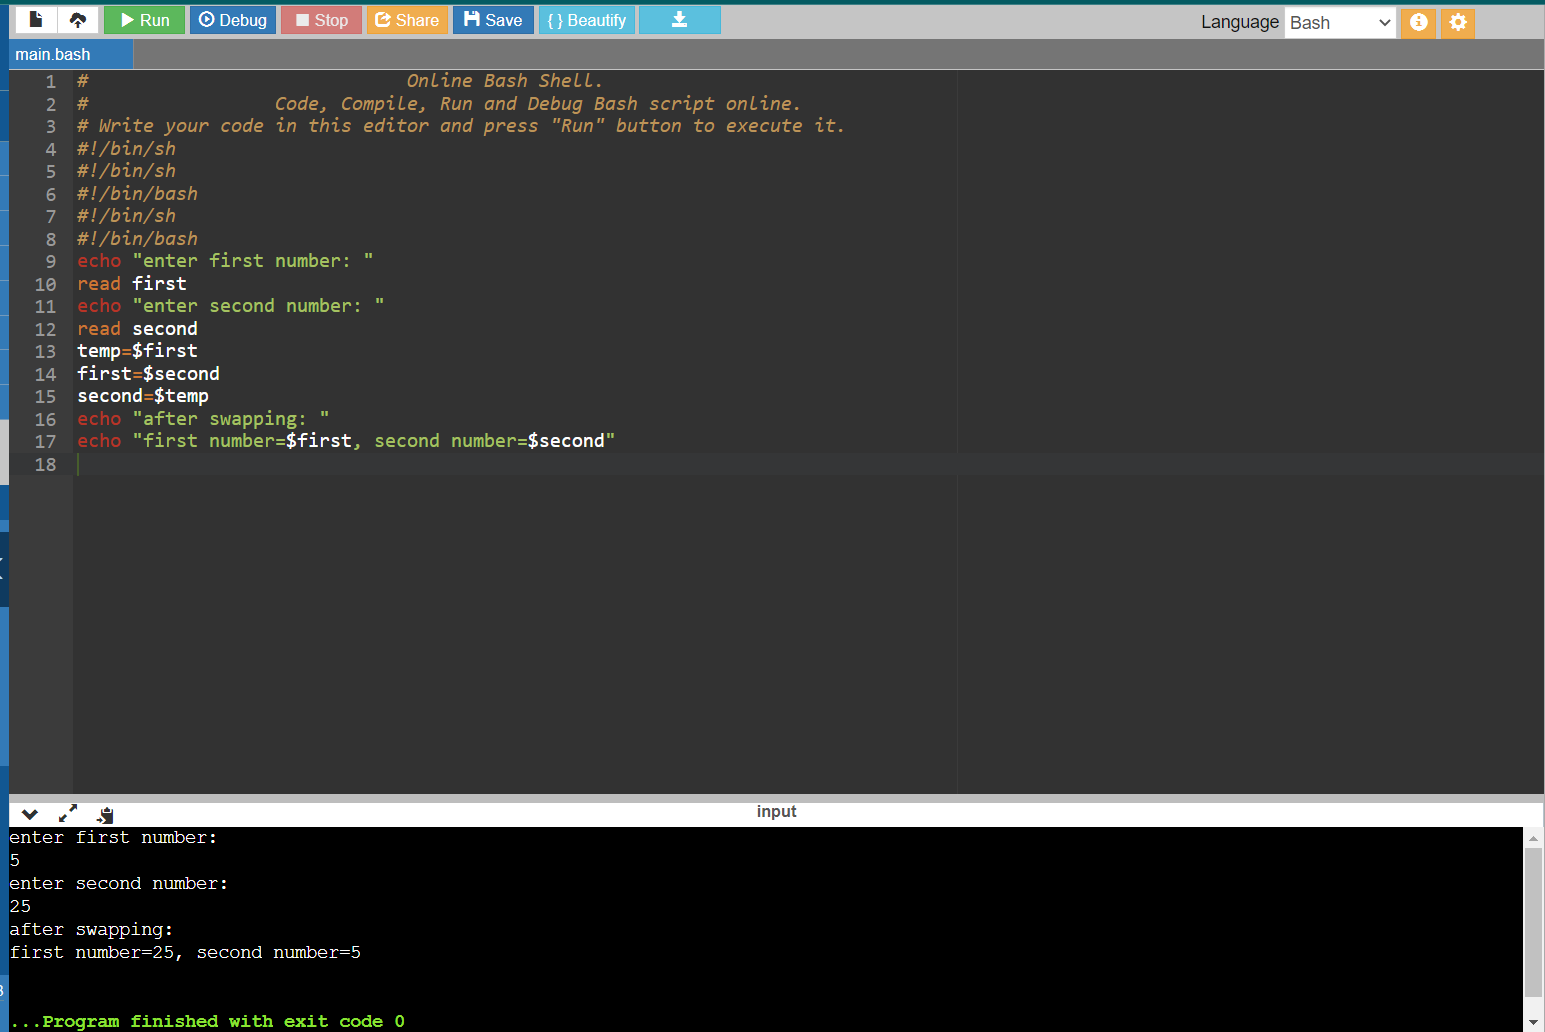 Run Debug Stop Share Save { } Beautify Language Bash
main.bash
1 # Online Bash Shell.
2 # Code, Compile, Run and Debug Bash script online.
3 # Write your code in this editor and press "Run" button to execute it.
4 #!/bin/sh
5 #!/bin/sh
6 #!/bin/bash
7 #!/bin/sh
8 #!/bin/bash
9 echo "enter first number: "
10 read first
11 echo "enter second number: "
12 read second
13 temp=$first
14 first=$second
15 second=$temp
16 echo "after swapping: "
17 echo "first number=$first, second number=$second"
18
input
enter first number:
5
enter second number:
25
after swapping:
first number=25, second number=5
...Program finished with exit code 0